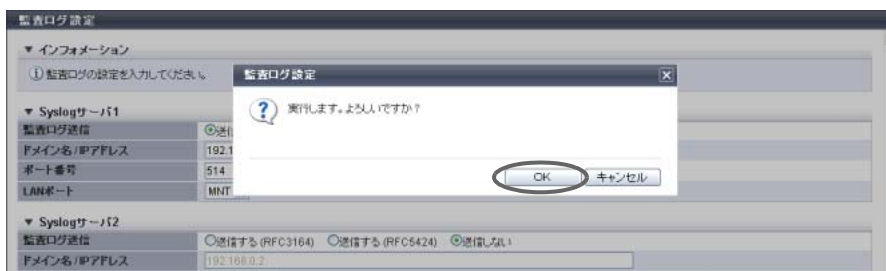 監査ログ設定
▼ インフォメーション
監査ログの設定を入力してください。
監査ログ設定
実行します。よろしいですか?
OK
キャンセル
▼ Syslogサーバ1
監査ログ送信
ドメイン名/IPアドレス 192.1
ポート番号 514
LANポート MNT
▼ Syslogサーバ2
監査ログ送信 送信する(RFC3164) 送信する(RFC5424) 送信しない
ドメイン名/IPアドレス 192.168.0.2